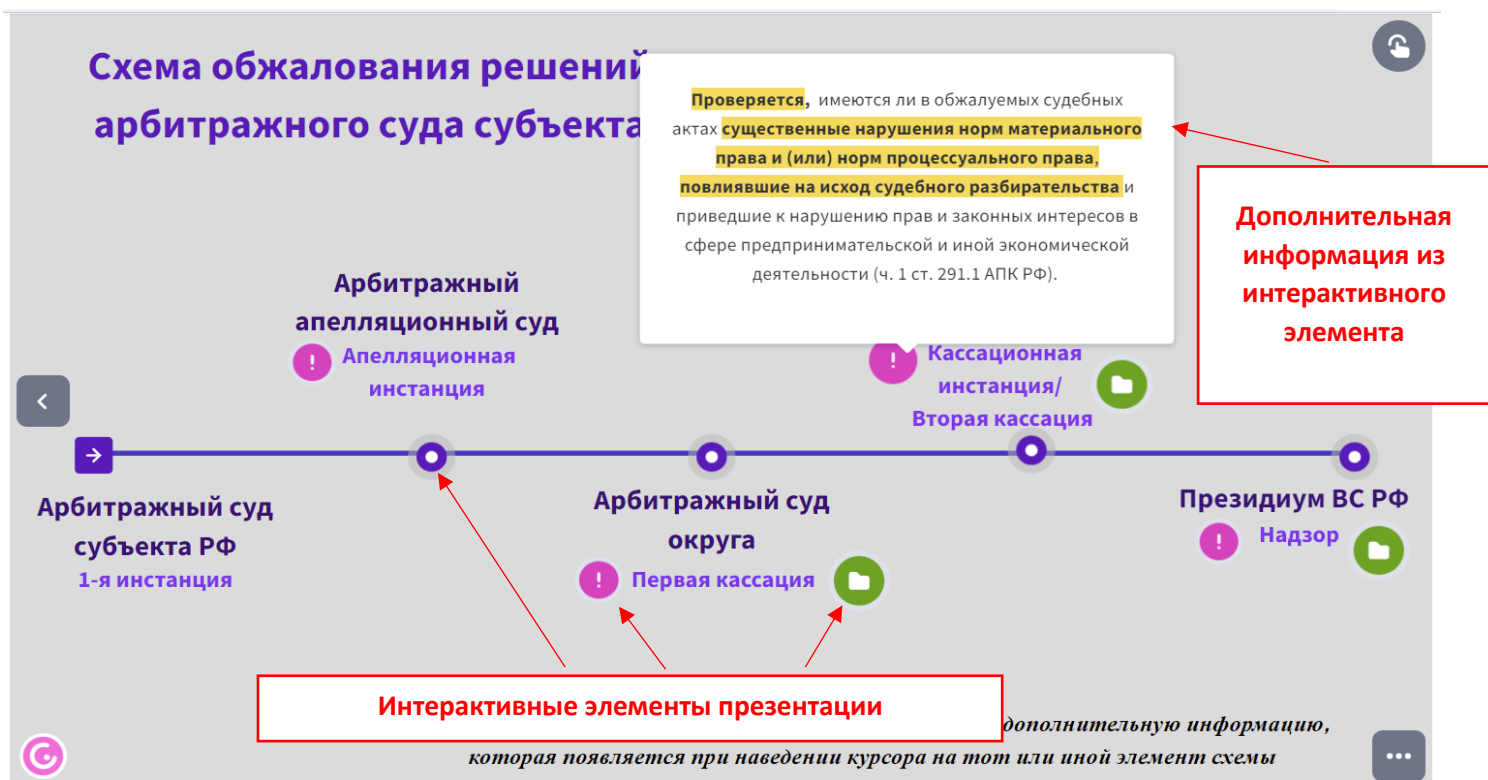 Схема обжалования решений
арбитражного суда субъекта
Проверяется, имеются ли в обжалуемых судебных
актах существенные нарушения норм материального
права и (или) норм процессуального права,
повлиявшие на исход судебного разбирательства и
приведшие к нарушению прав и законных интересов в
сфере предпринимательской и иной экономической
деятельности (ч. 1 ст. 291.1 АПК РФ).
Дополнительная
информация из
интерактивного
элемента
Арбитражный
апелляционный суд
Апелляционная
инстанция
Кассационная
инстанция/
Вторая кассация
Арбитражный суд
субъекта РФ
1-я инстанция
Арбитражный суд
округа
Первая кассация
Президиум ВС РФ
Надзор
Интерактивные элементы презентации
дополнительную информацию,
которая появляется при наведении курсора на тот или иной элемент схемы